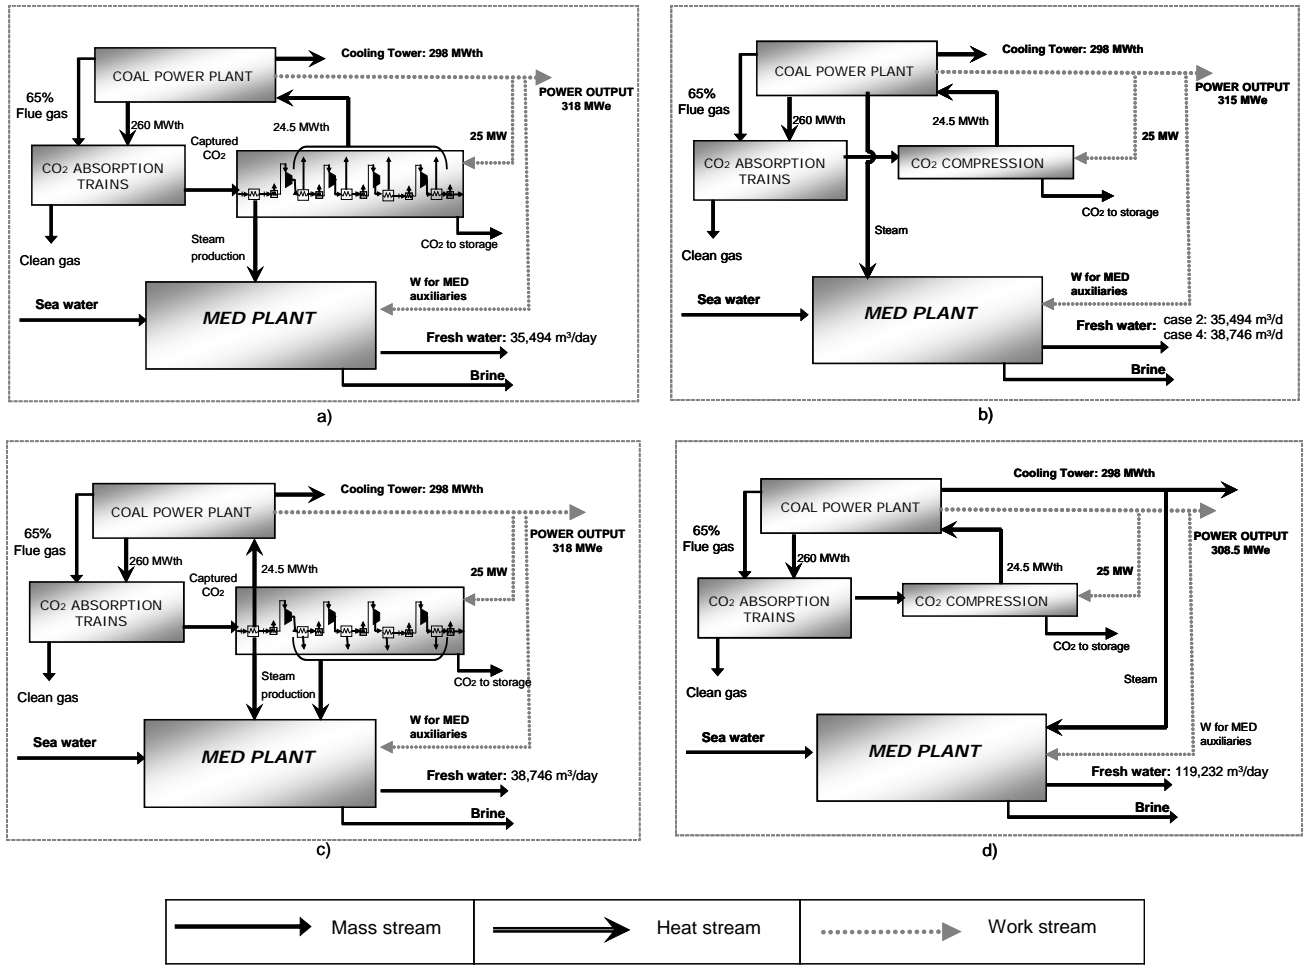 Cooling Tower: 298 MWth
COAL POWER PLANT
POWER OUTPUT
318 MWe
65%
Flue gas
260 MWth
24.5 MWth
Captured
CO2
25 MW
CO2 ABSORPTION
TRAINS
Steam
production
CO2 to storage
Clean gas
W for MED
auxiliaries
Sea water
MED PLANT
Fresh water: 35,494 m³/day
Brine
a)
Cooling Tower: 298 MWth
COAL POWER PLANT
POWER OUTPUT
315 MWe
65%
Flue gas
260 MWth
24.5 MWth
25 MW
CO2 ABSORPTION
TRAINS
CO2 COMPRESSION
CO2 to storage
Steam
Clean gas
W for MED
auxiliaries
Sea water
MED PLANT
Fresh water: case 2: 35,494 m³/d
case 4: 38,746 m³/d
Brine
b)
Cooling Tower: 298 MWth
COAL POWER PLANT
POWER OUTPUT
318 MWe
65%
Flue gas
260 MWth
24.5 MWth
Captured
CO2
25 MW
CO2 ABSORPTION
TRAINS
Steam
production
CO2 to storage
Clean gas
W for MED
auxiliaries
Sea water
MED PLANT
Fresh water: 38,746 m³/day
Brine
c)
Cooling Tower: 298 MWth
COAL POWER PLANT
POWER OUTPUT
308.5 MWe
65%
Flue gas
260 MWth
24.5 MWth
25 MW
CO2 ABSORPTION
TRAINS
CO2 COMPRESSION
CO2 to storage
Steam
Clean gas
W for MED
auxiliaries
Sea water
MED PLANT
Fresh water: 119,232 m³/day
Brine
d)
Mass stream
Heat stream
Work stream